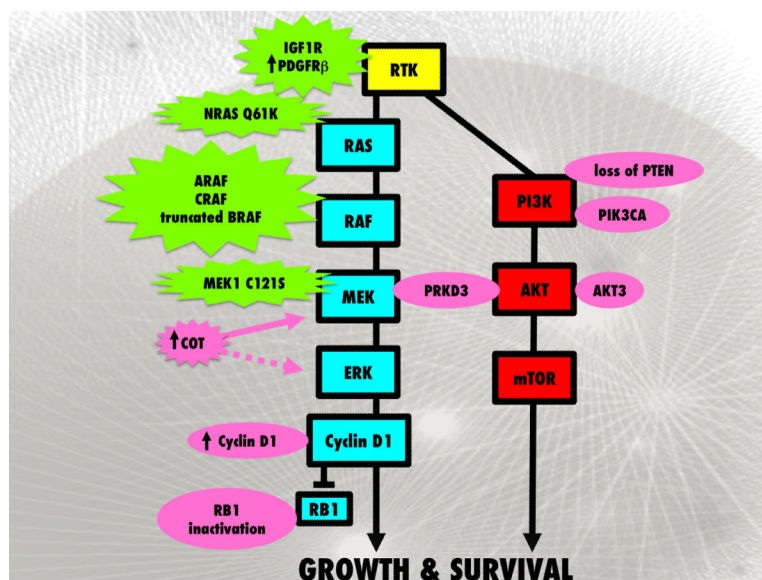 IGF1R
↑PDGFRβ
RTK
NRAS Q61K
RAS
loss of PTEN
ARAF
CRAF
truncated BRAF
RAF
PI3K
PIK3CA
MEK1 C121S
MEK
PRKD3
AKT
AKT3
↑COT
ERK
mTOR
↑ Cyclin D1
Cyclin D1
RB1
inactivation
RB1
GROWTH & SURVIVAL